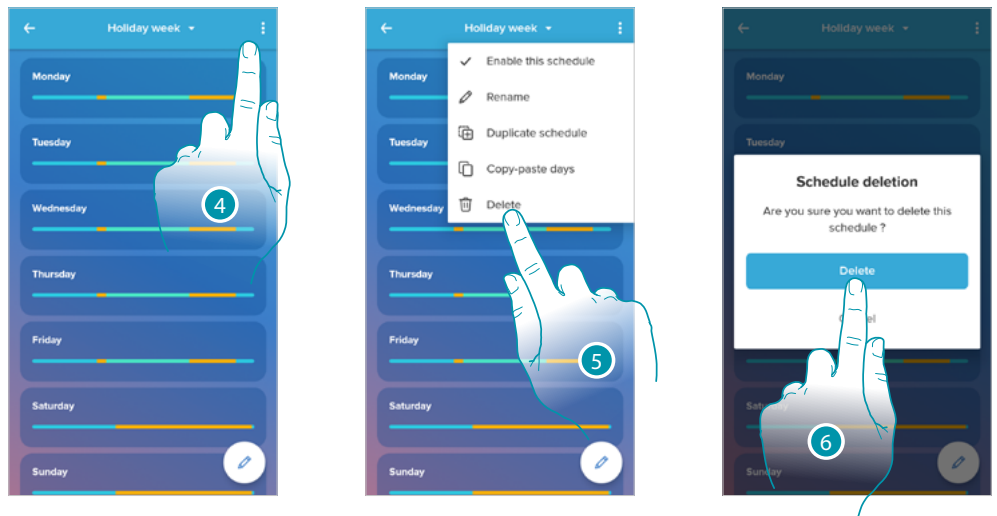 Holiday week
Monday
Tuesday
Wednesday
Thursday
Friday
Saturday
Sunday
4
Holiday week
Enable this schedule
Rename
Duplicate schedule
Copy-paste days
Delete
Monday
Tuesday
Wednesday
Thursday
Friday
Saturday
Sunday
5
Holiday week
Monday
Tuesday
Schedule deletion
Are you sure you want to delete this
schedule ?
Delete
Sunday
6